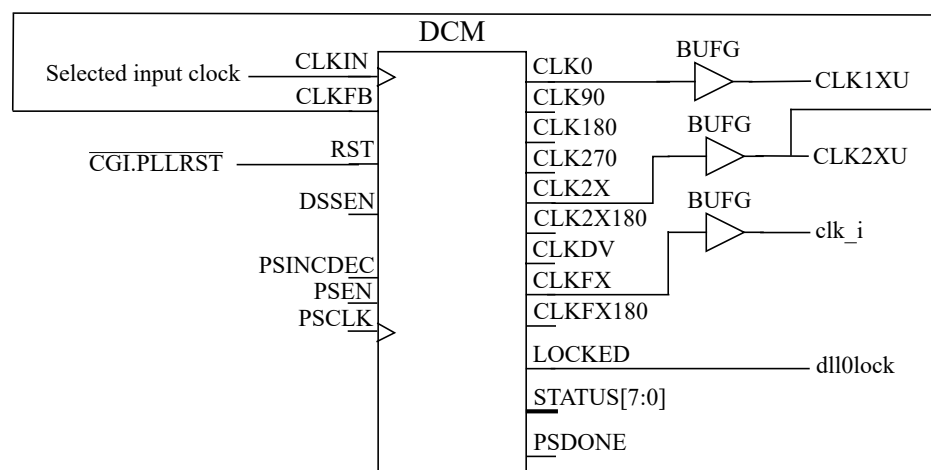 DCM
BUFG
CLKIN
CLK0
Selected input clock
CLK1XU
CLKFB
CLK90
CLK180
BUFG
RST
CGI.PLLRST
CLK270
CLK2XU
CLK2X
DSSEN
BUFG
CLK2X180
clk_i
CLKDV
PSINCDEC
CLKFX
PSEN
CLKFX180
PSCLK
LOCKED
dll0lock
STATUS[7:0]
PSDONE